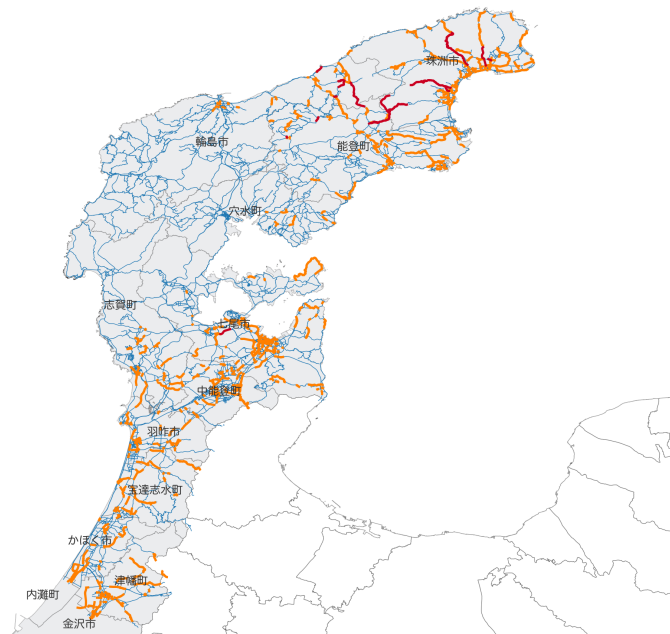 珠洲市
輪島市
能登町
穴水町
志賀町
七尾市
中能登町
羽咋市
宝達志水町
かほく市
津幡町
内灘町
金沢市